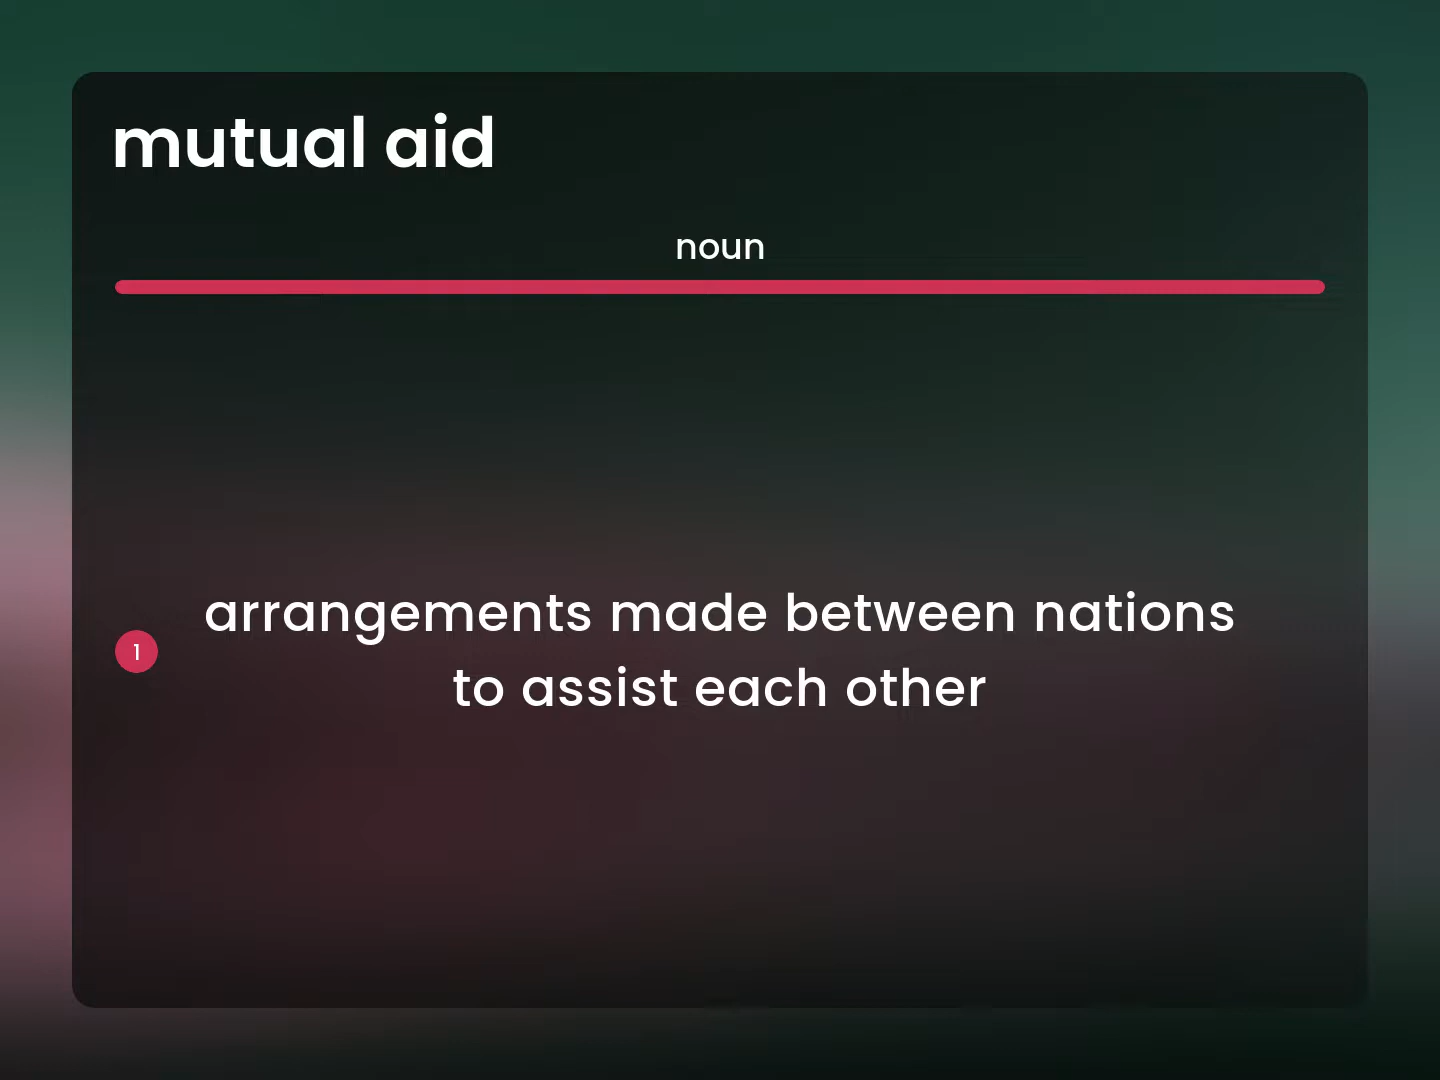 mutual aid
noun
1
arrangements made between nations
to assist each other